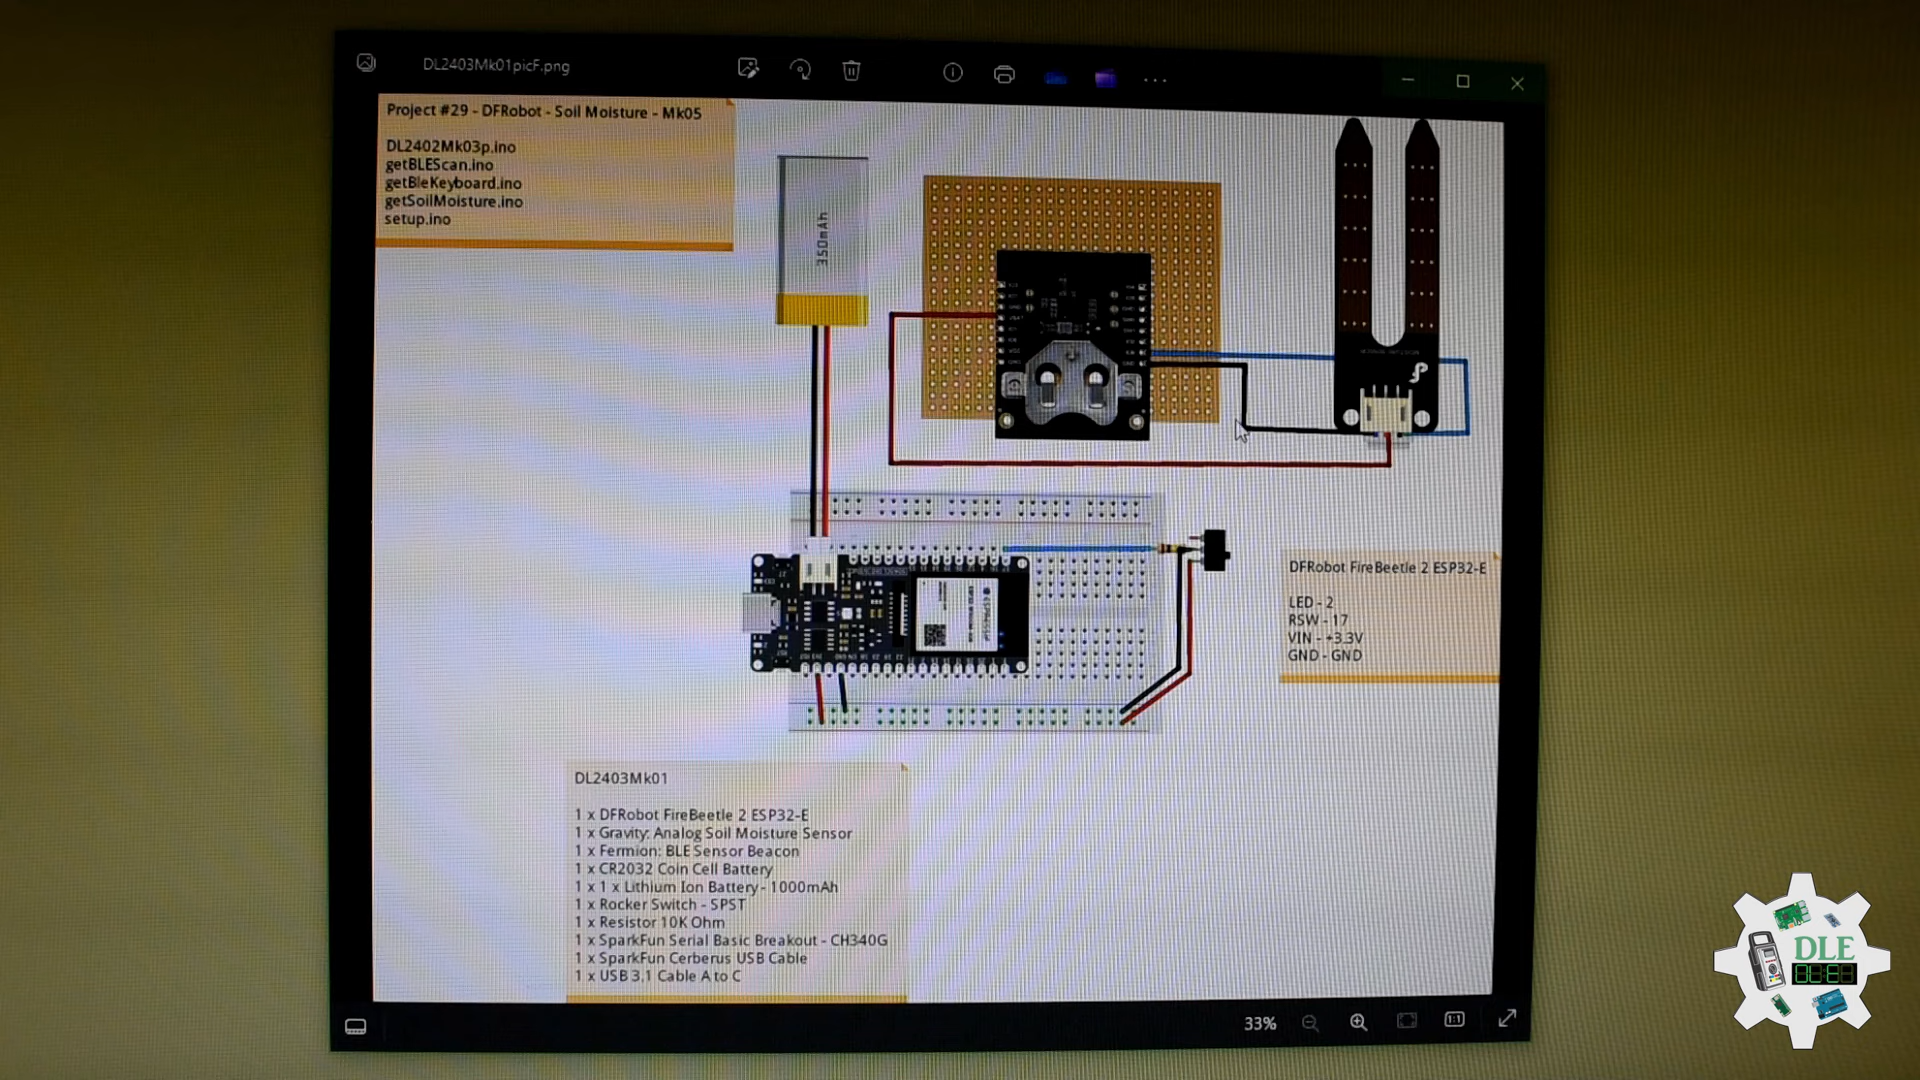 DL2403Mk01picF.png
Project #29 - DFRobot - Soil Moisture - Mk05
DL2402Mk03p.ino
getBLEScan.ino
getBleKeyboard.ino
getSoilMoisture.ino
setup.ino
350mAh
DFRobot FireBeetle 2 ESP32-E
LED - 2
RSW - 17
VIN - +3.3V
GND - GND
DL2403Mk01
1 x DFRobot FireBeetle 2 ESP32-E
1 x Gravity: Analog Soil Moisture Sensor
1 x Fermion: BLE Sensor Beacon
1 x CR2032 Coin Cell Battery
1 x 1 x Lithium Ion Battery - 1000mAh
1 x Rocker Switch - SPST
1 x Resistor 10K Ohm
1 x SparkFun Serial Basic Breakout - CH340G
1 x SparkFun Cerberus USB Cable
1 x USB 3.1 Cable A to C
33%
1:1
DLE